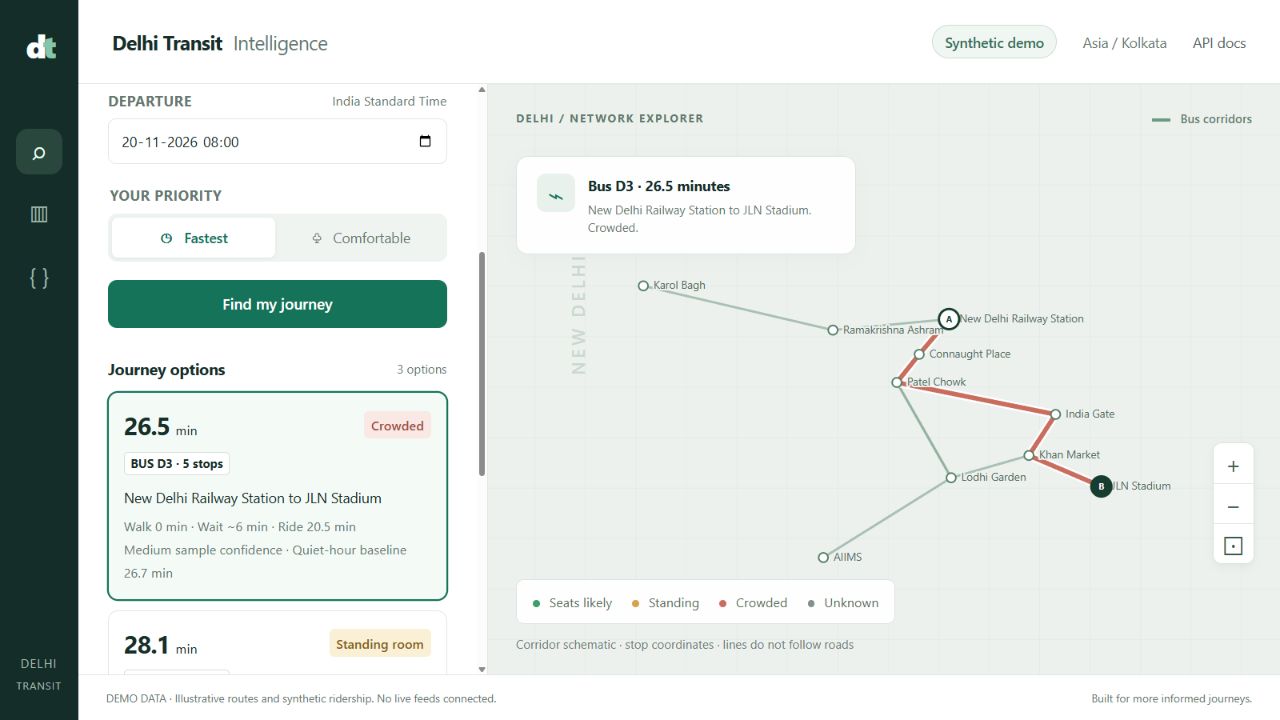 dt
Delhi Transit Intelligence
Synthetic demo
Asia / Kolkata
API docs
DEPARTURE
India Standard Time
20-11-2026 08:00
YOUR PRIORITY
Fastest
Comfortable
Find my journey
Journey options
3 options
26.5 min
Crowded
BUS D3 · 5 stops
New Delhi Railway Station to JLN Stadium
Walk 0 min · Wait ~6 min · Ride 20.5 min
Medium sample confidence · Quiet-hour baseline
26.7 min
28.1 min
Standing room
DELHI / NETWORK EXPLORER
Bus corridors
Bus D3 · 26.5 minutes
New Delhi Railway Station to JLN Stadium.
Crowded.
NEW DELHI
Karol Bagh
A
New Delhi Railway Station
Ramakrishna Ashram
Connaught Place
Patel Chowk
India Gate
Khan Market
Lodhi Garden
B
JLN Stadium
AIIMS
+
−
Seats likely
Standing
Crowded
Unknown
Corridor schematic · stop coordinates · lines do not follow roads
{ }
DELHI
TRANSIT
DEMO DATA · Illustrative routes and synthetic ridership. No live feeds connected.
Built for more informed journeys.